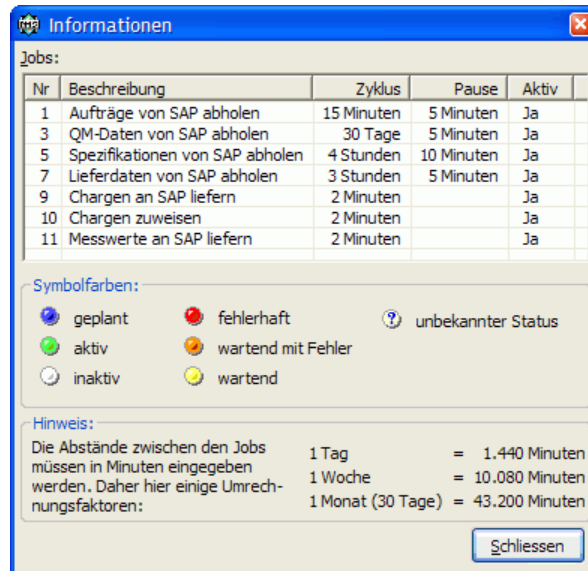 Informationen
Jobs:
Nr Beschreibung Zyklus Pause Aktiv
1 Aufträge von SAP abholen 15 Minuten 5 Minuten Ja
3 QM-Daten von SAP abholen 30 Tage 5 Minuten Ja
5 Spezifikationen von SAP abholen 4 Stunden 10 Minuten Ja
7 Lieferdaten von SAP abholen 3 Stunden 5 Minuten Ja
9 Chargen an SAP liefern 2 Minuten Ja
10 Chargen zuweisen 2 Minuten Ja
11 Messwerte an SAP liefern 2 Minuten Ja
Symbolfarben:
geplant fehlerhaft ? unbekannter Status
aktiv wartend mit Fehler
inaktiv wartend
Hinweis:
Die Abstände zwischen den Jobs
müssen in Minuten eingegeben
werden. Daher hier einige Umrech-
nungsfaktoren:
1 Tag = 1.440 Minuten
1 Woche = 10.080 Minuten
1 Monat (30 Tage) = 43.200 Minuten
Schliessen